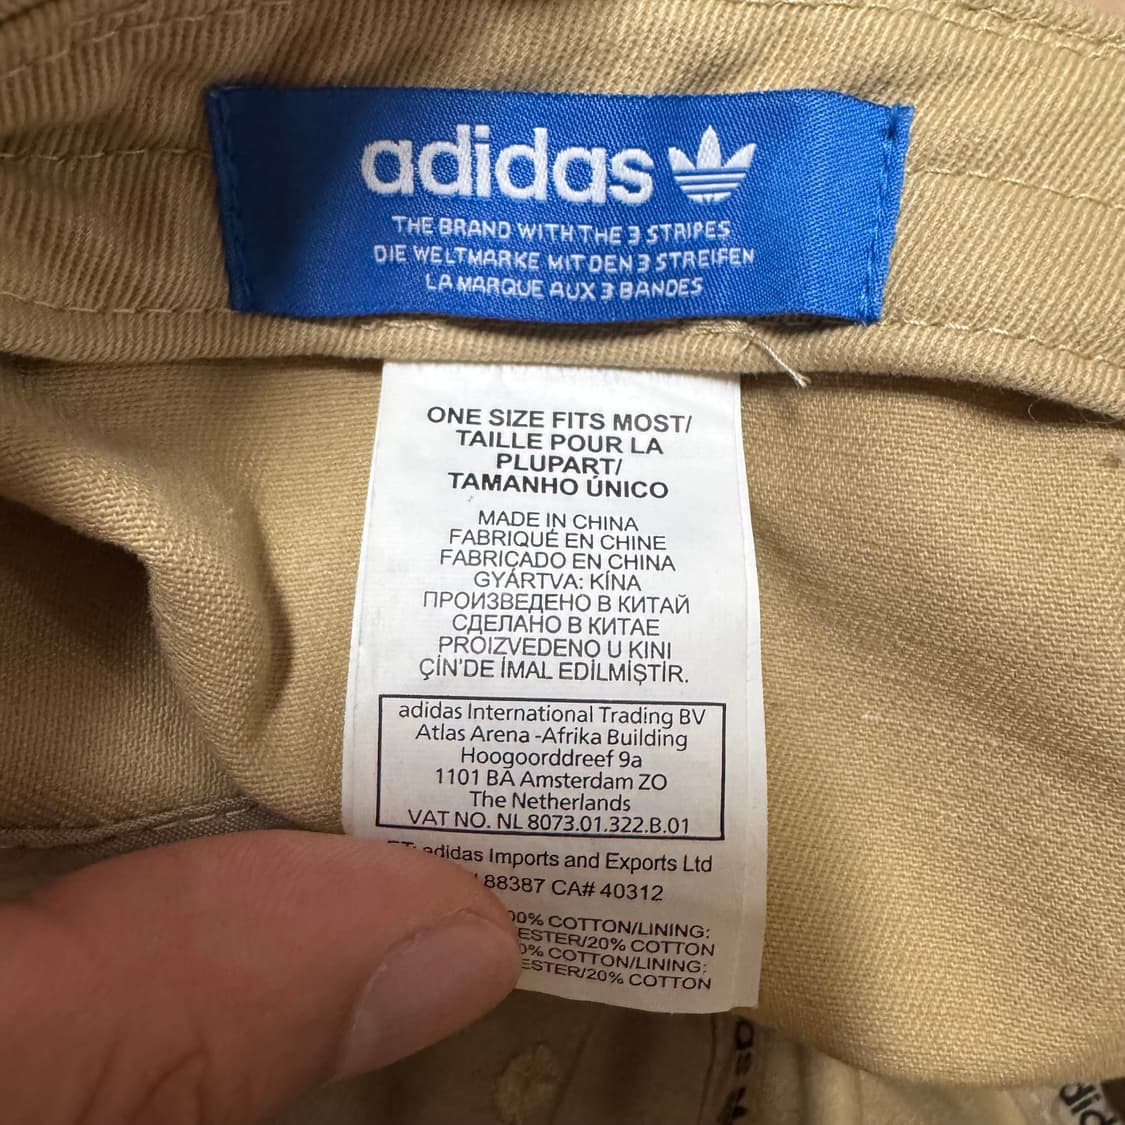 adidas
THE BRAND WITH THE 3 STRIPES
DIE WELTMARKE MIT DEN 3 STREIFEN
LA MARQUE AUX 3 BANDES
ONE SIZE FITS MOST/
TAILLE POUR LA
PLUPART/
TAMANHO ÚNICO
MADE IN CHINA
FABRIQUÉ EN CHINE
FABRICADO EN CHINA
GYÁRTVA: KÍNA
ПРОИЗВЕДЕНО В КИТАЙ
СДЕЛАНО В КИТАЕ
PROIZVEDENO U KINI
ÇİN'DE İMAL EDİLMİŞTİR.
adidas International Trading BV
Atlas Arena -Afrika Building
Hoogoorddreef 9a
1101 BA Amsterdam ZO
The Netherlands
VAT NO. NL 8073.01.322.B.01
adidas Imports and Exports Ltd
88387 CA# 40312
COTTON/LINING:
20% COTTON
COTTON/LINING:
20% COTTON